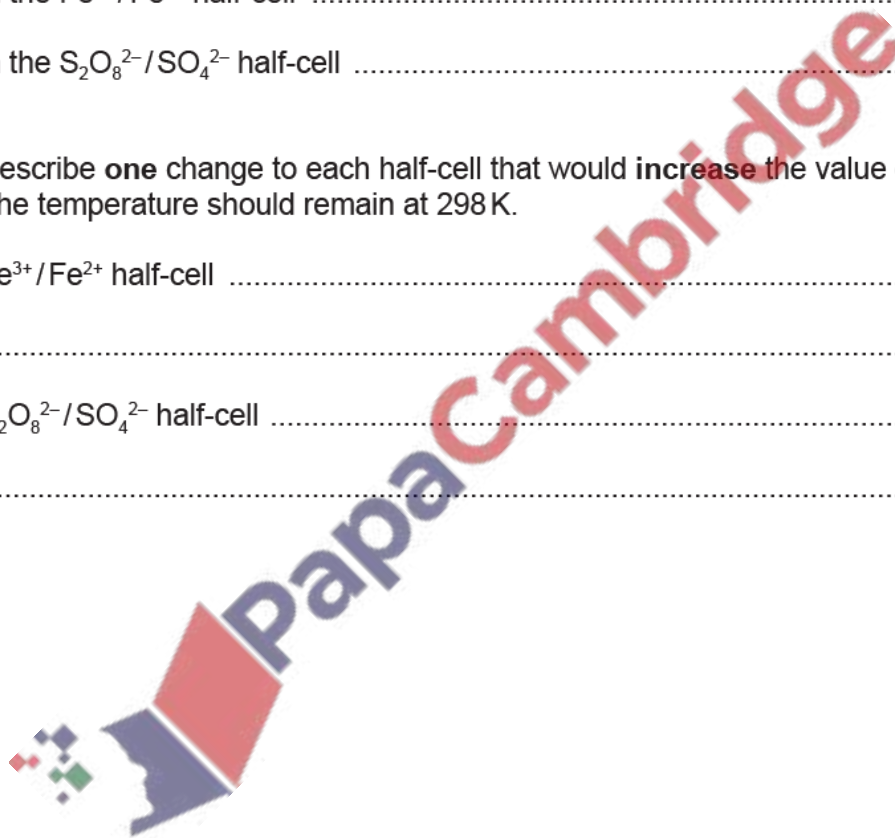 the S₂O₈²⁻/SO₄²⁻ half-cell ..........
escribe one change to each half-cell that would increase the value
he temperature should remain at 298 K.
e³⁺/Fe²⁺ half-cell ..........
..........
₂O₈²⁻/SO₄²⁻ half-cell ..........
..........
PapaCambridge